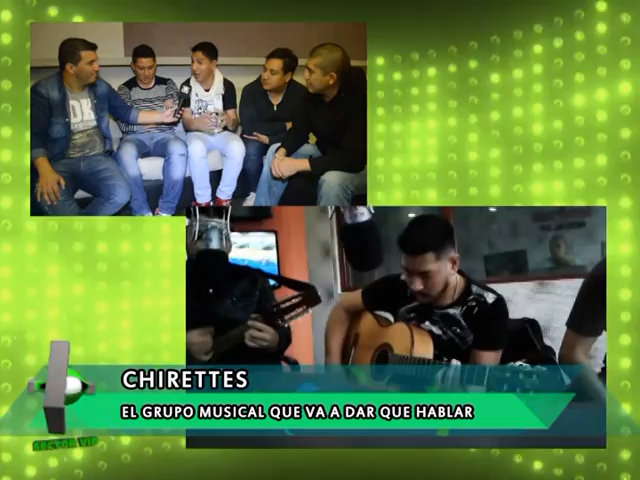 CHIRETTES
EL GRUPO MUSICAL QUE VA A DAR QUE HABLAR
SECTOR VIP